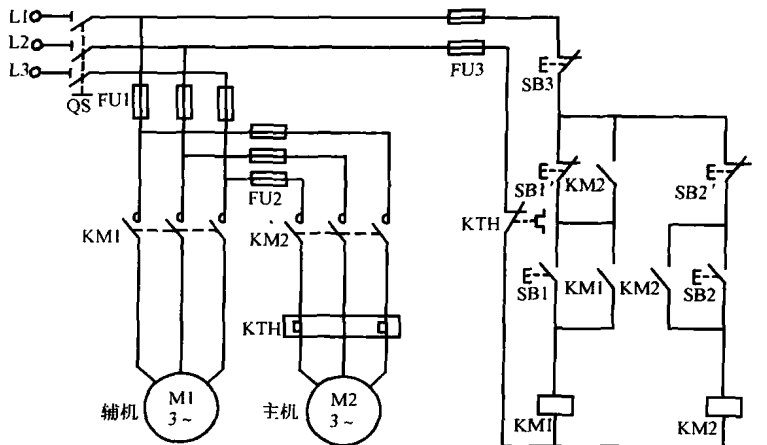 L1
L2
L3
QS
FU1
FU2
FU3
SB3
SB1'
KM2
SB2'
KTH
SB1
KM1
KM2
SB2
KM1
KM2
KTH
M1
3~
辅机
M2
3~
主机
KM1
KM2